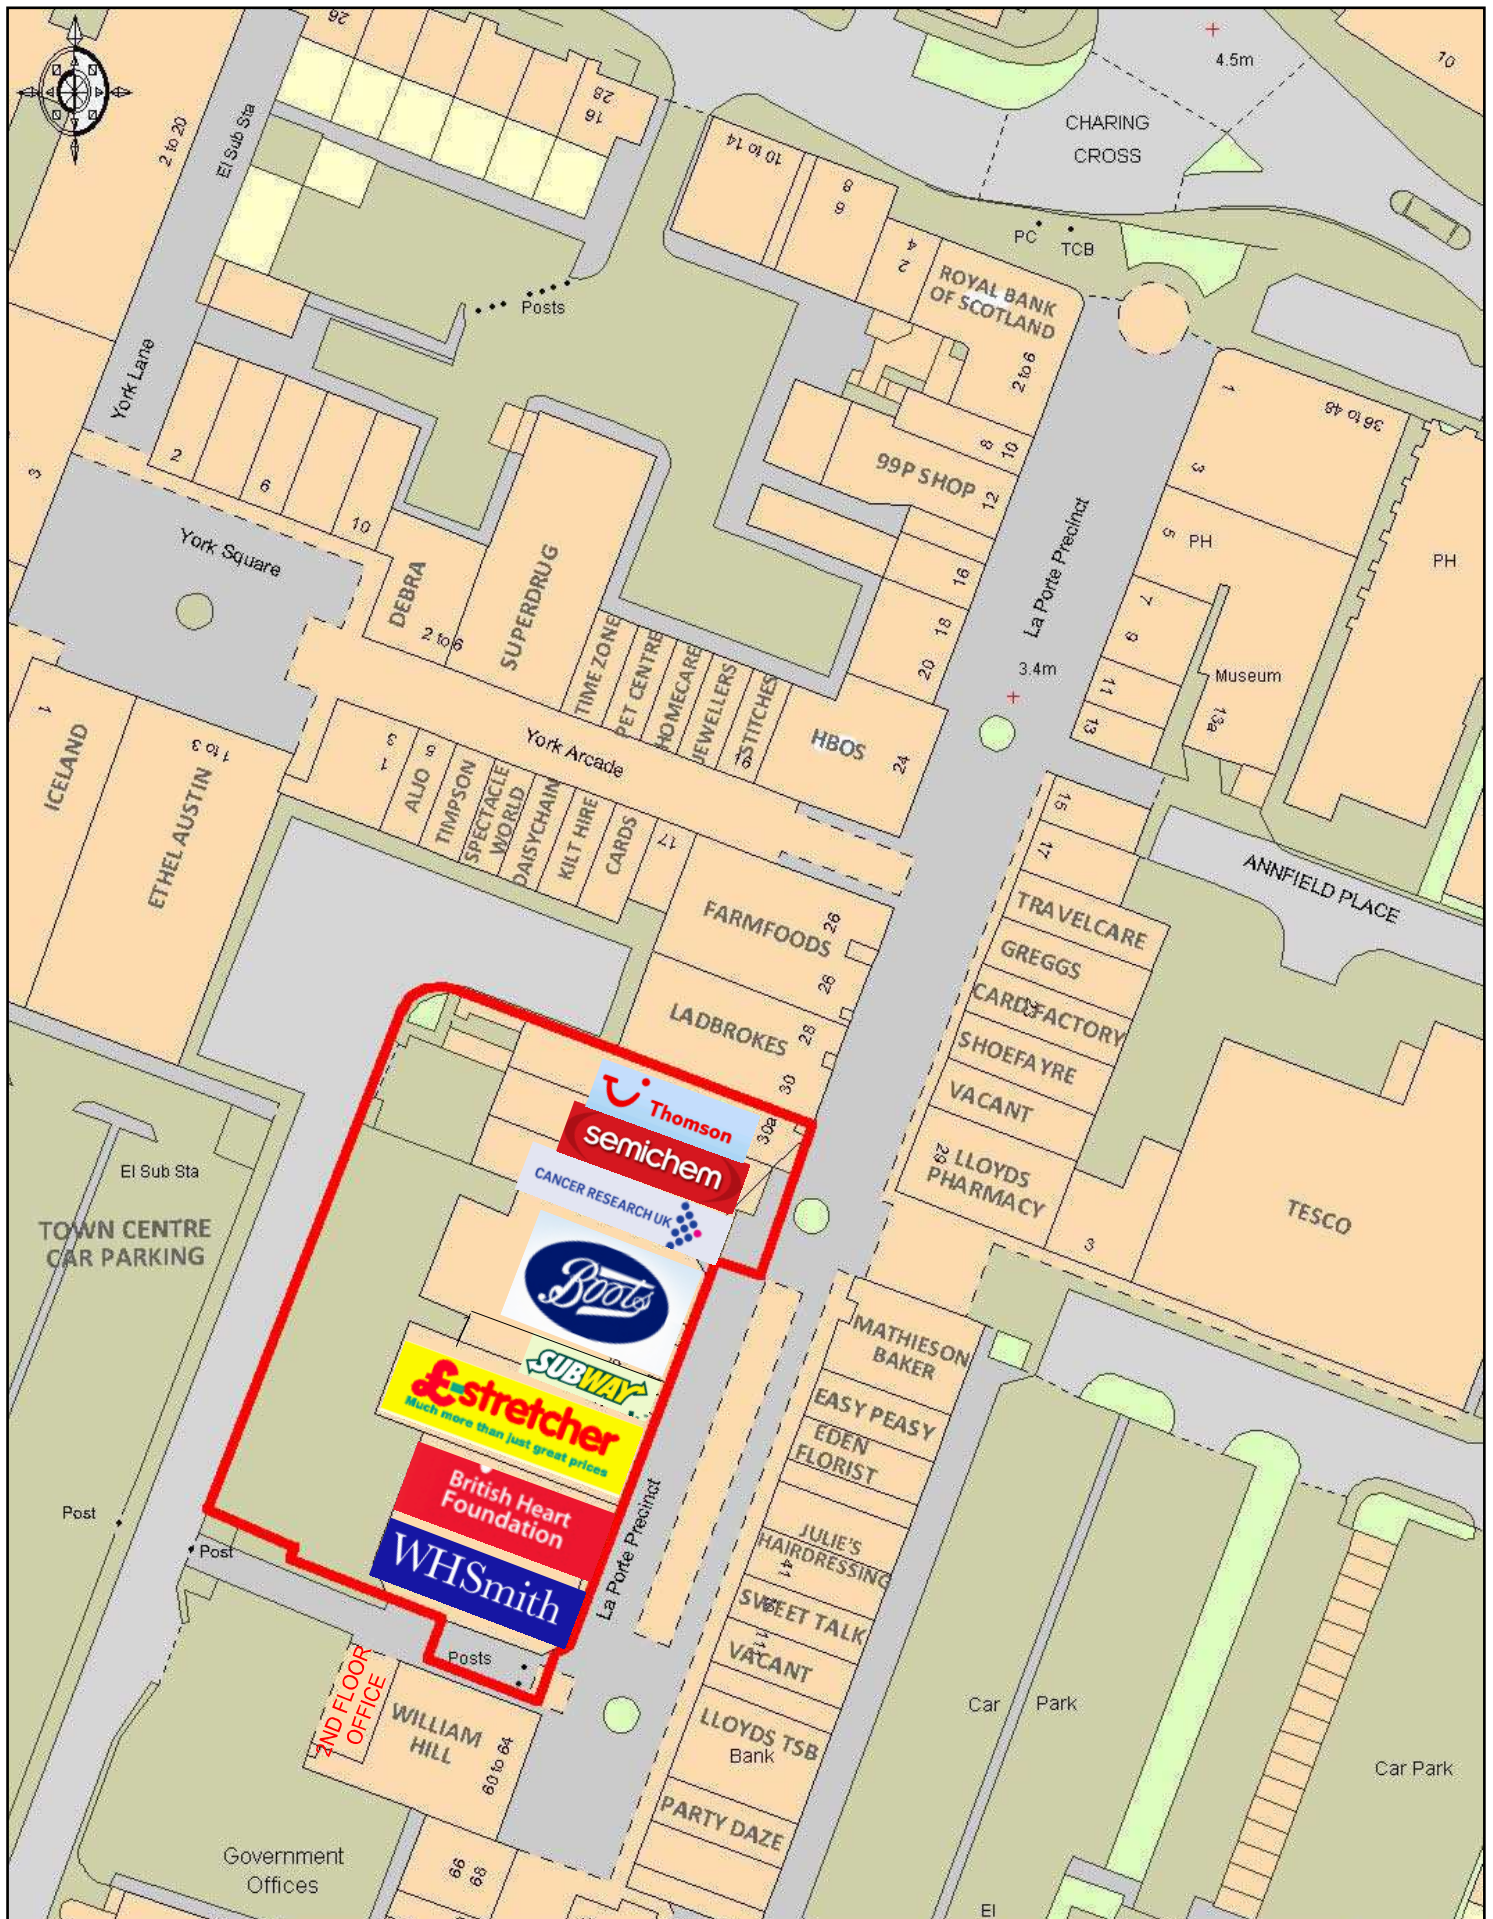 26
28
16
2 to 20
El Sub Sta
4.5m
10
CHARING
CROSS
10 to 14
8
6
4
2
PC
TCB
ROYAL BANK
OF SCOTLAND
2 to 6
Posts
York Lane
1
36 to 48
3
8
10
99P SHOP
12
3
2
6
10
York Square
La Porte Precinct
5
PH
PH
DEBRA
2 to 6
SUPERDRUG
16
18
20
7
9
11
13
3.4m
Museum
13a
TIME ZONE
PET CENTRE
HOMECARE
JEWELLERS
STITCHES
16
HBOS
24
York Arcade
1
ICELAND
1 to 3
ETHEL AUSTIN
3
1
5
ALJO
TIMPSON
SPECTACLE
WORLD
DAISYCHAIN
KILT HIRE
CARDS
17
15
17
ANNFIELD PLACE
FARMFOODS
26
26
LADBROKES
28
30
TRAVELCARE
GREGGS
CARD FACTORY
23
SHOEFAYRE
VACANT
29
LLOYDS
PHARMACY
3
TESCO
Thomson
30a
semichem
CANCER RESEARCH UK
Boots
SUBWAY
£-stretcher
Much more than just great prices
British Heart
Foundation
WHSmith
El Sub Sta
TOWN CENTRE
CAR PARKING
Post
Post
Posts
La Porte Precinct
MATHIESON
BAKER
EASY PEASY
EDEN
FLORIST
JULIE'S
HAIRDRESSING
41
SWEET TALK
VACANT
LLOYDS TSB
Bank
PARTY DAZE
2ND FLOOR
OFFICE
WILLIAM
HILL
60 to 64
Car
Park
Car Park
Government
Offices
66
68
El